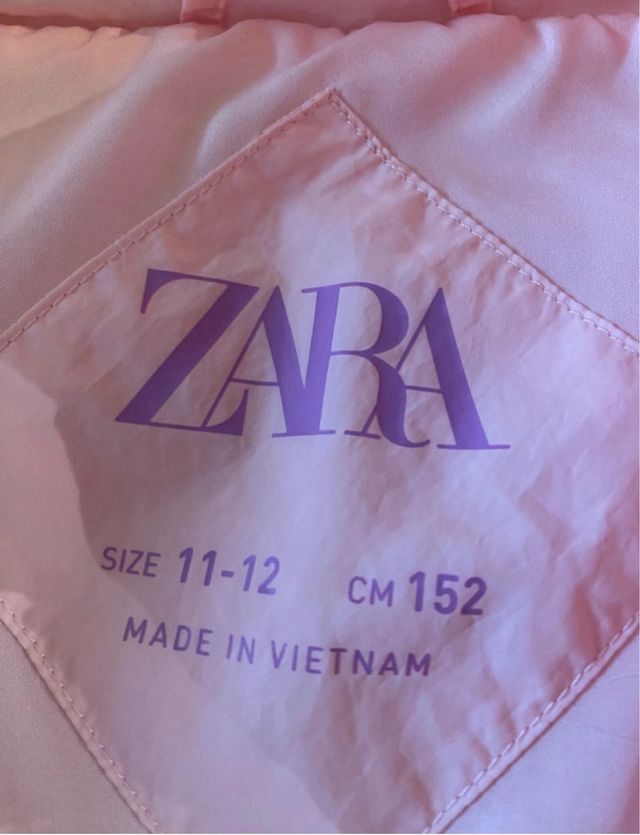 ZARA
SIZE 11-12 CM 152
MADE IN VIETNAM